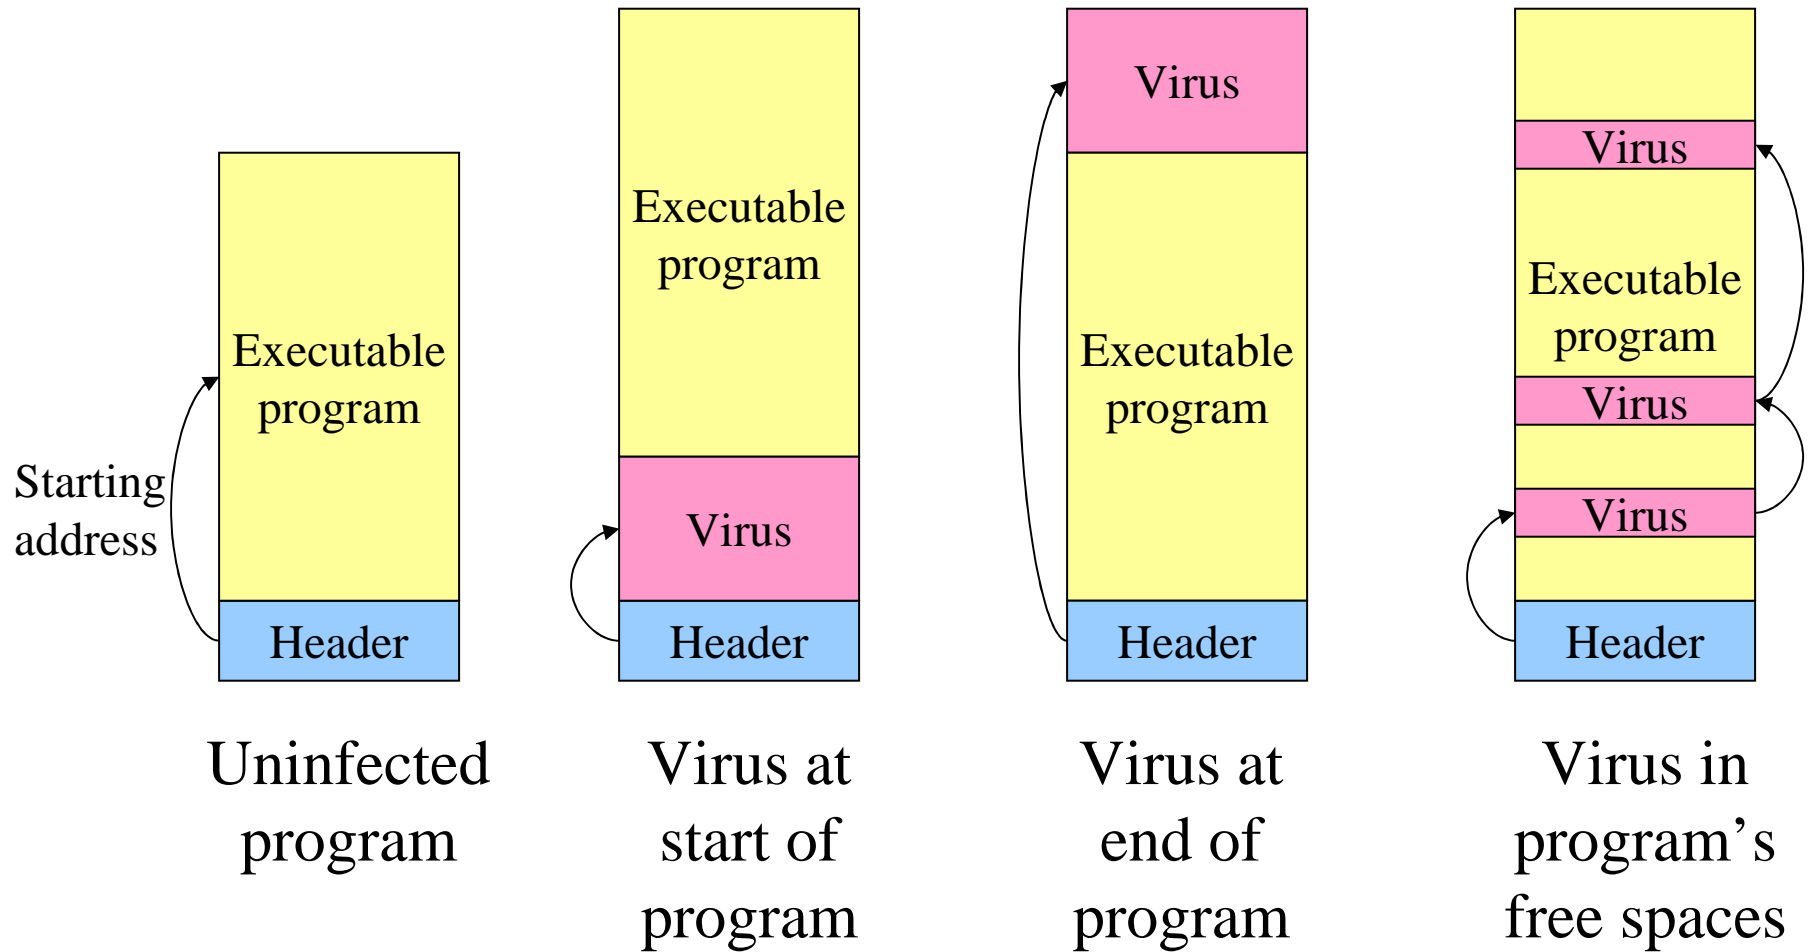 Starting
address
Executable
program
Header
Uninfected
program
Executable
program
Virus
Header
Virus at
start of
program
Virus
Executable
program
Header
Virus at
end of
program
Virus
Executable
program
Virus
Virus
Header
Virus in
program’s
free spaces